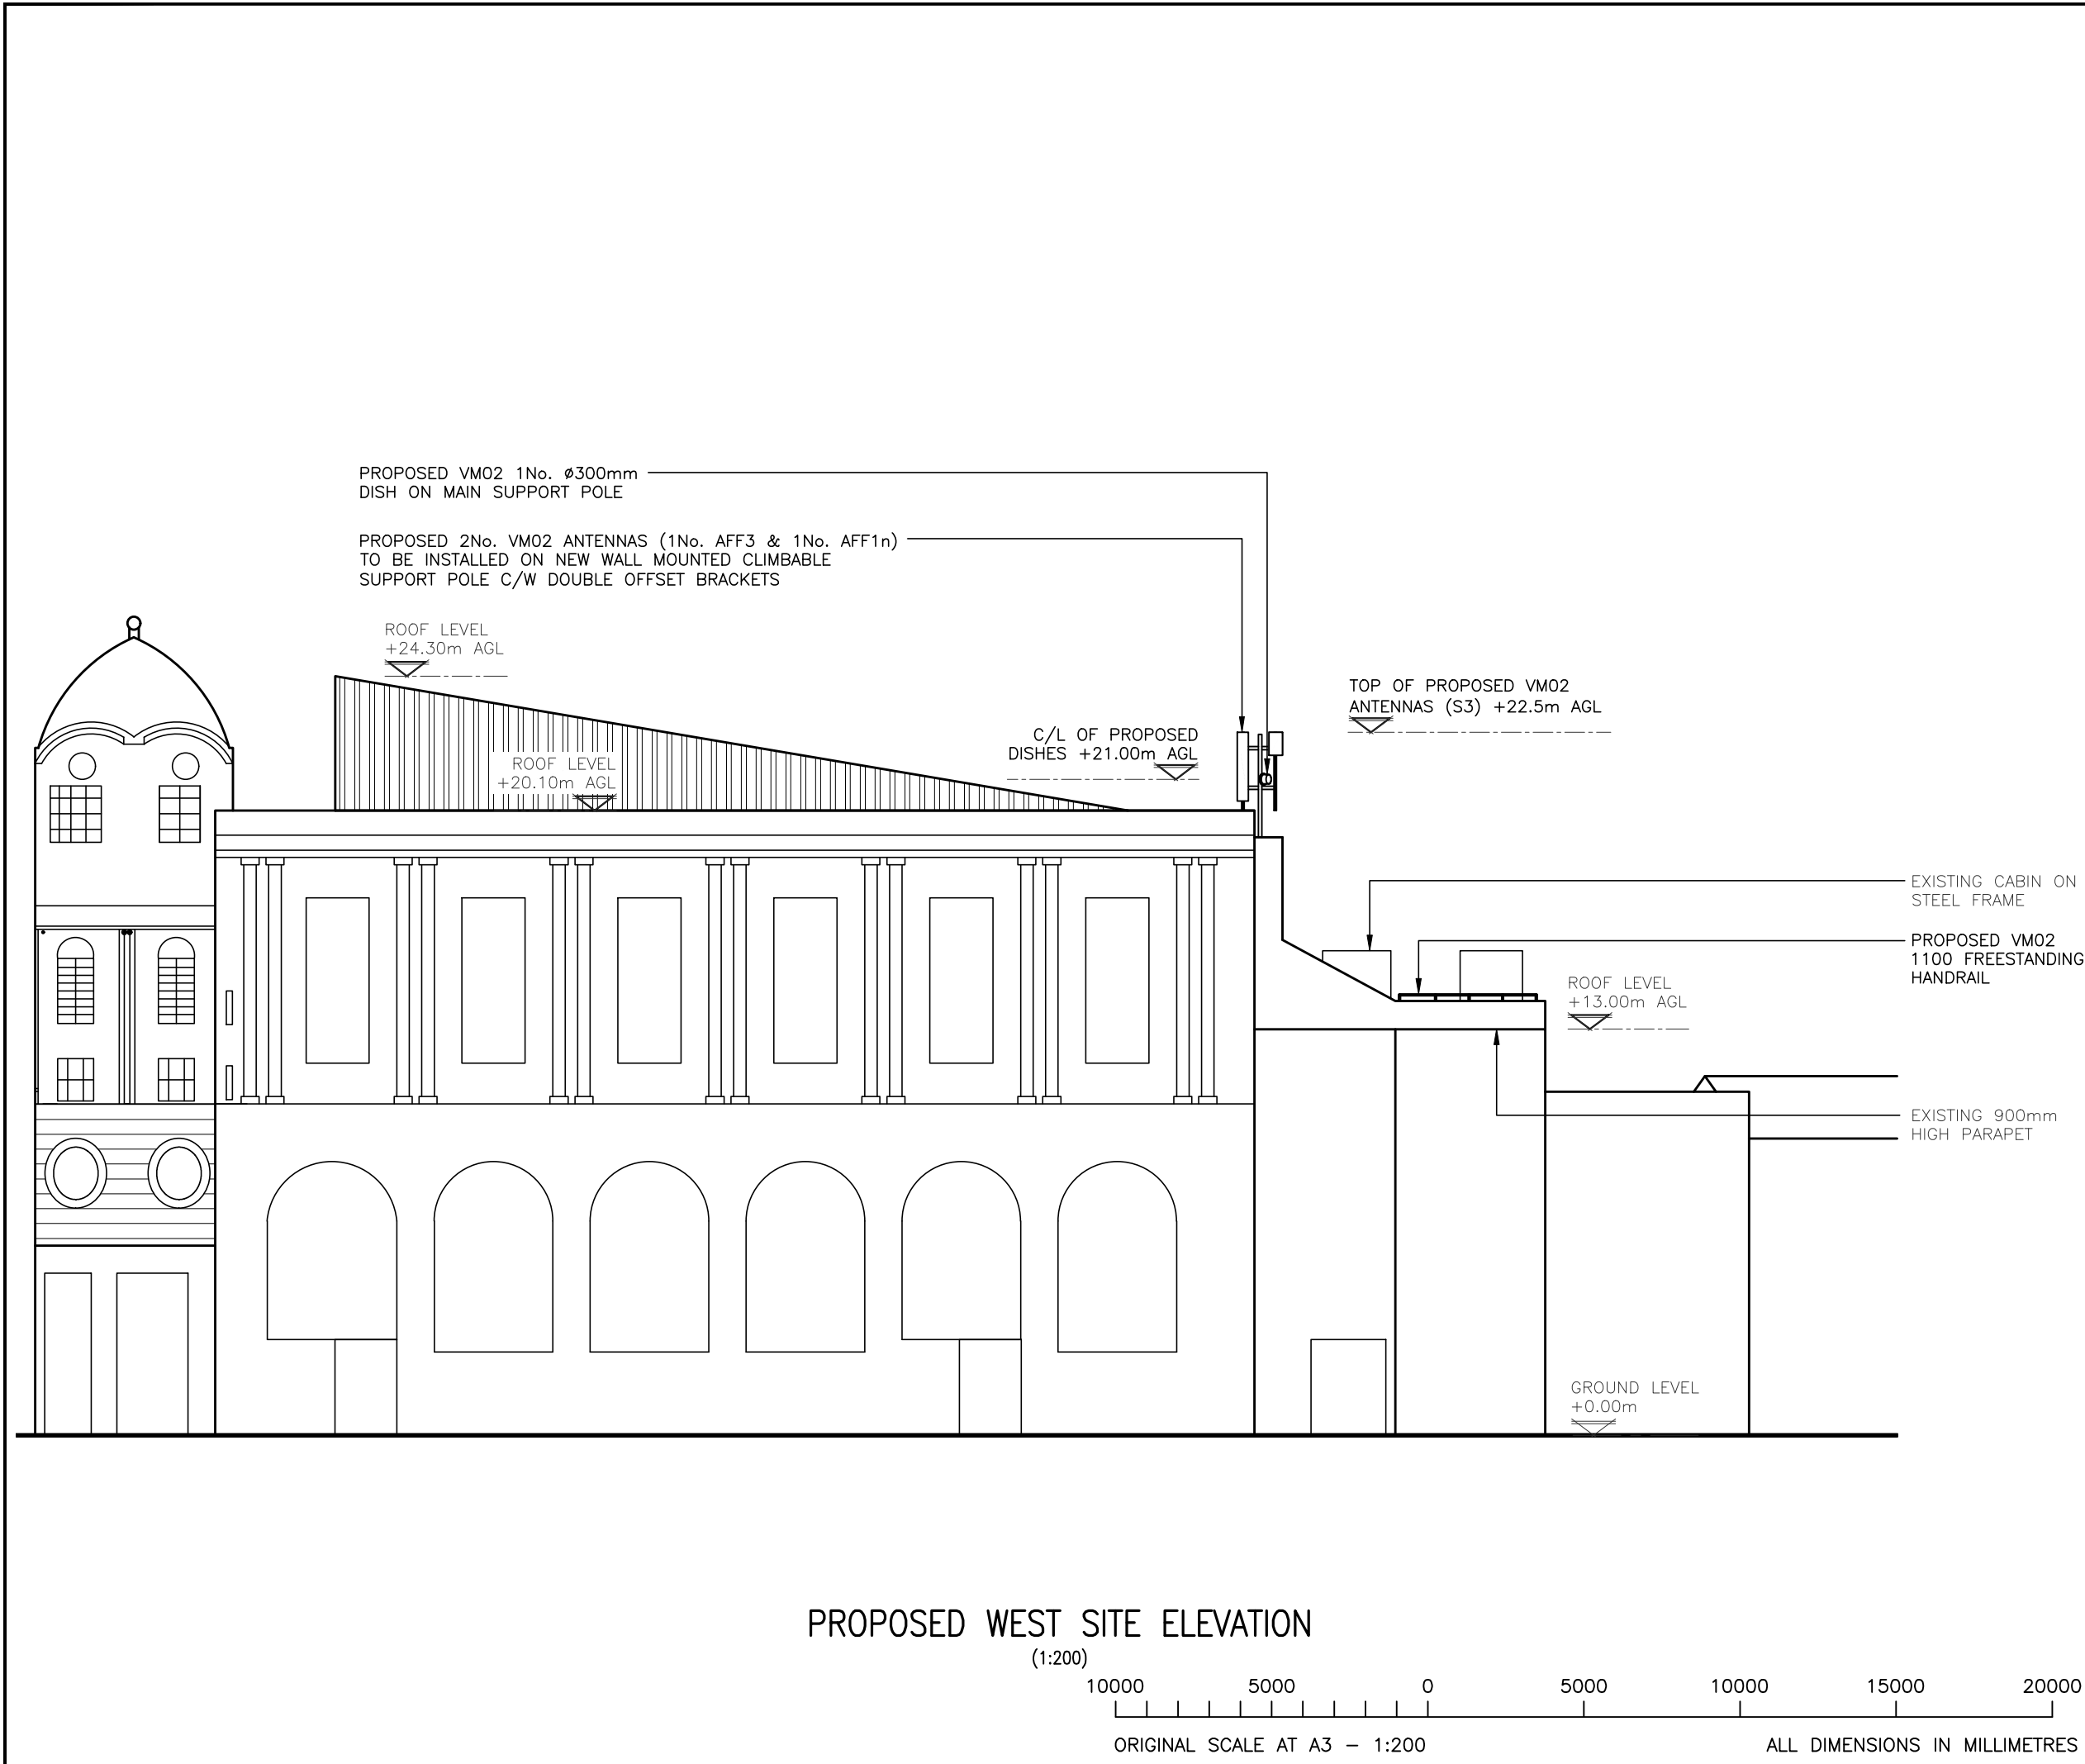 PROPOSED VM02 1No. ø300mm
DISH ON MAIN SUPPORT POLE
PROPOSED 2No. VM02 ANTENNAS (1No. AFF3 & 1No. AFF1n)
TO BE INSTALLED ON NEW WALL MOUNTED CLIMBABLE
SUPPORT POLE C/W DOUBLE OFFSET BRACKETS
ROOF LEVEL
+24.30m AGL
TOP OF PROPOSED VM02
ANTENNAS (S3) +22.5m AGL
C/L OF PROPOSED
DISHES +21.00m AGL
ROOF LEVEL
+20.10m AGL
EXISTING CABIN ON
STEEL FRAME
PROPOSED VM02
1100 FREESTANDING
HANDRAIL
ROOF LEVEL
+13.00m AGL
EXISTING 900mm
HIGH PARAPET
GROUND LEVEL
+0.00m
PROPOSED WEST SITE ELEVATION
(1:200)
10000 5000 0 5000 10000 15000 20000
ORIGINAL SCALE AT A3 – 1:200
ALL DIMENSIONS IN MILLIMETRES